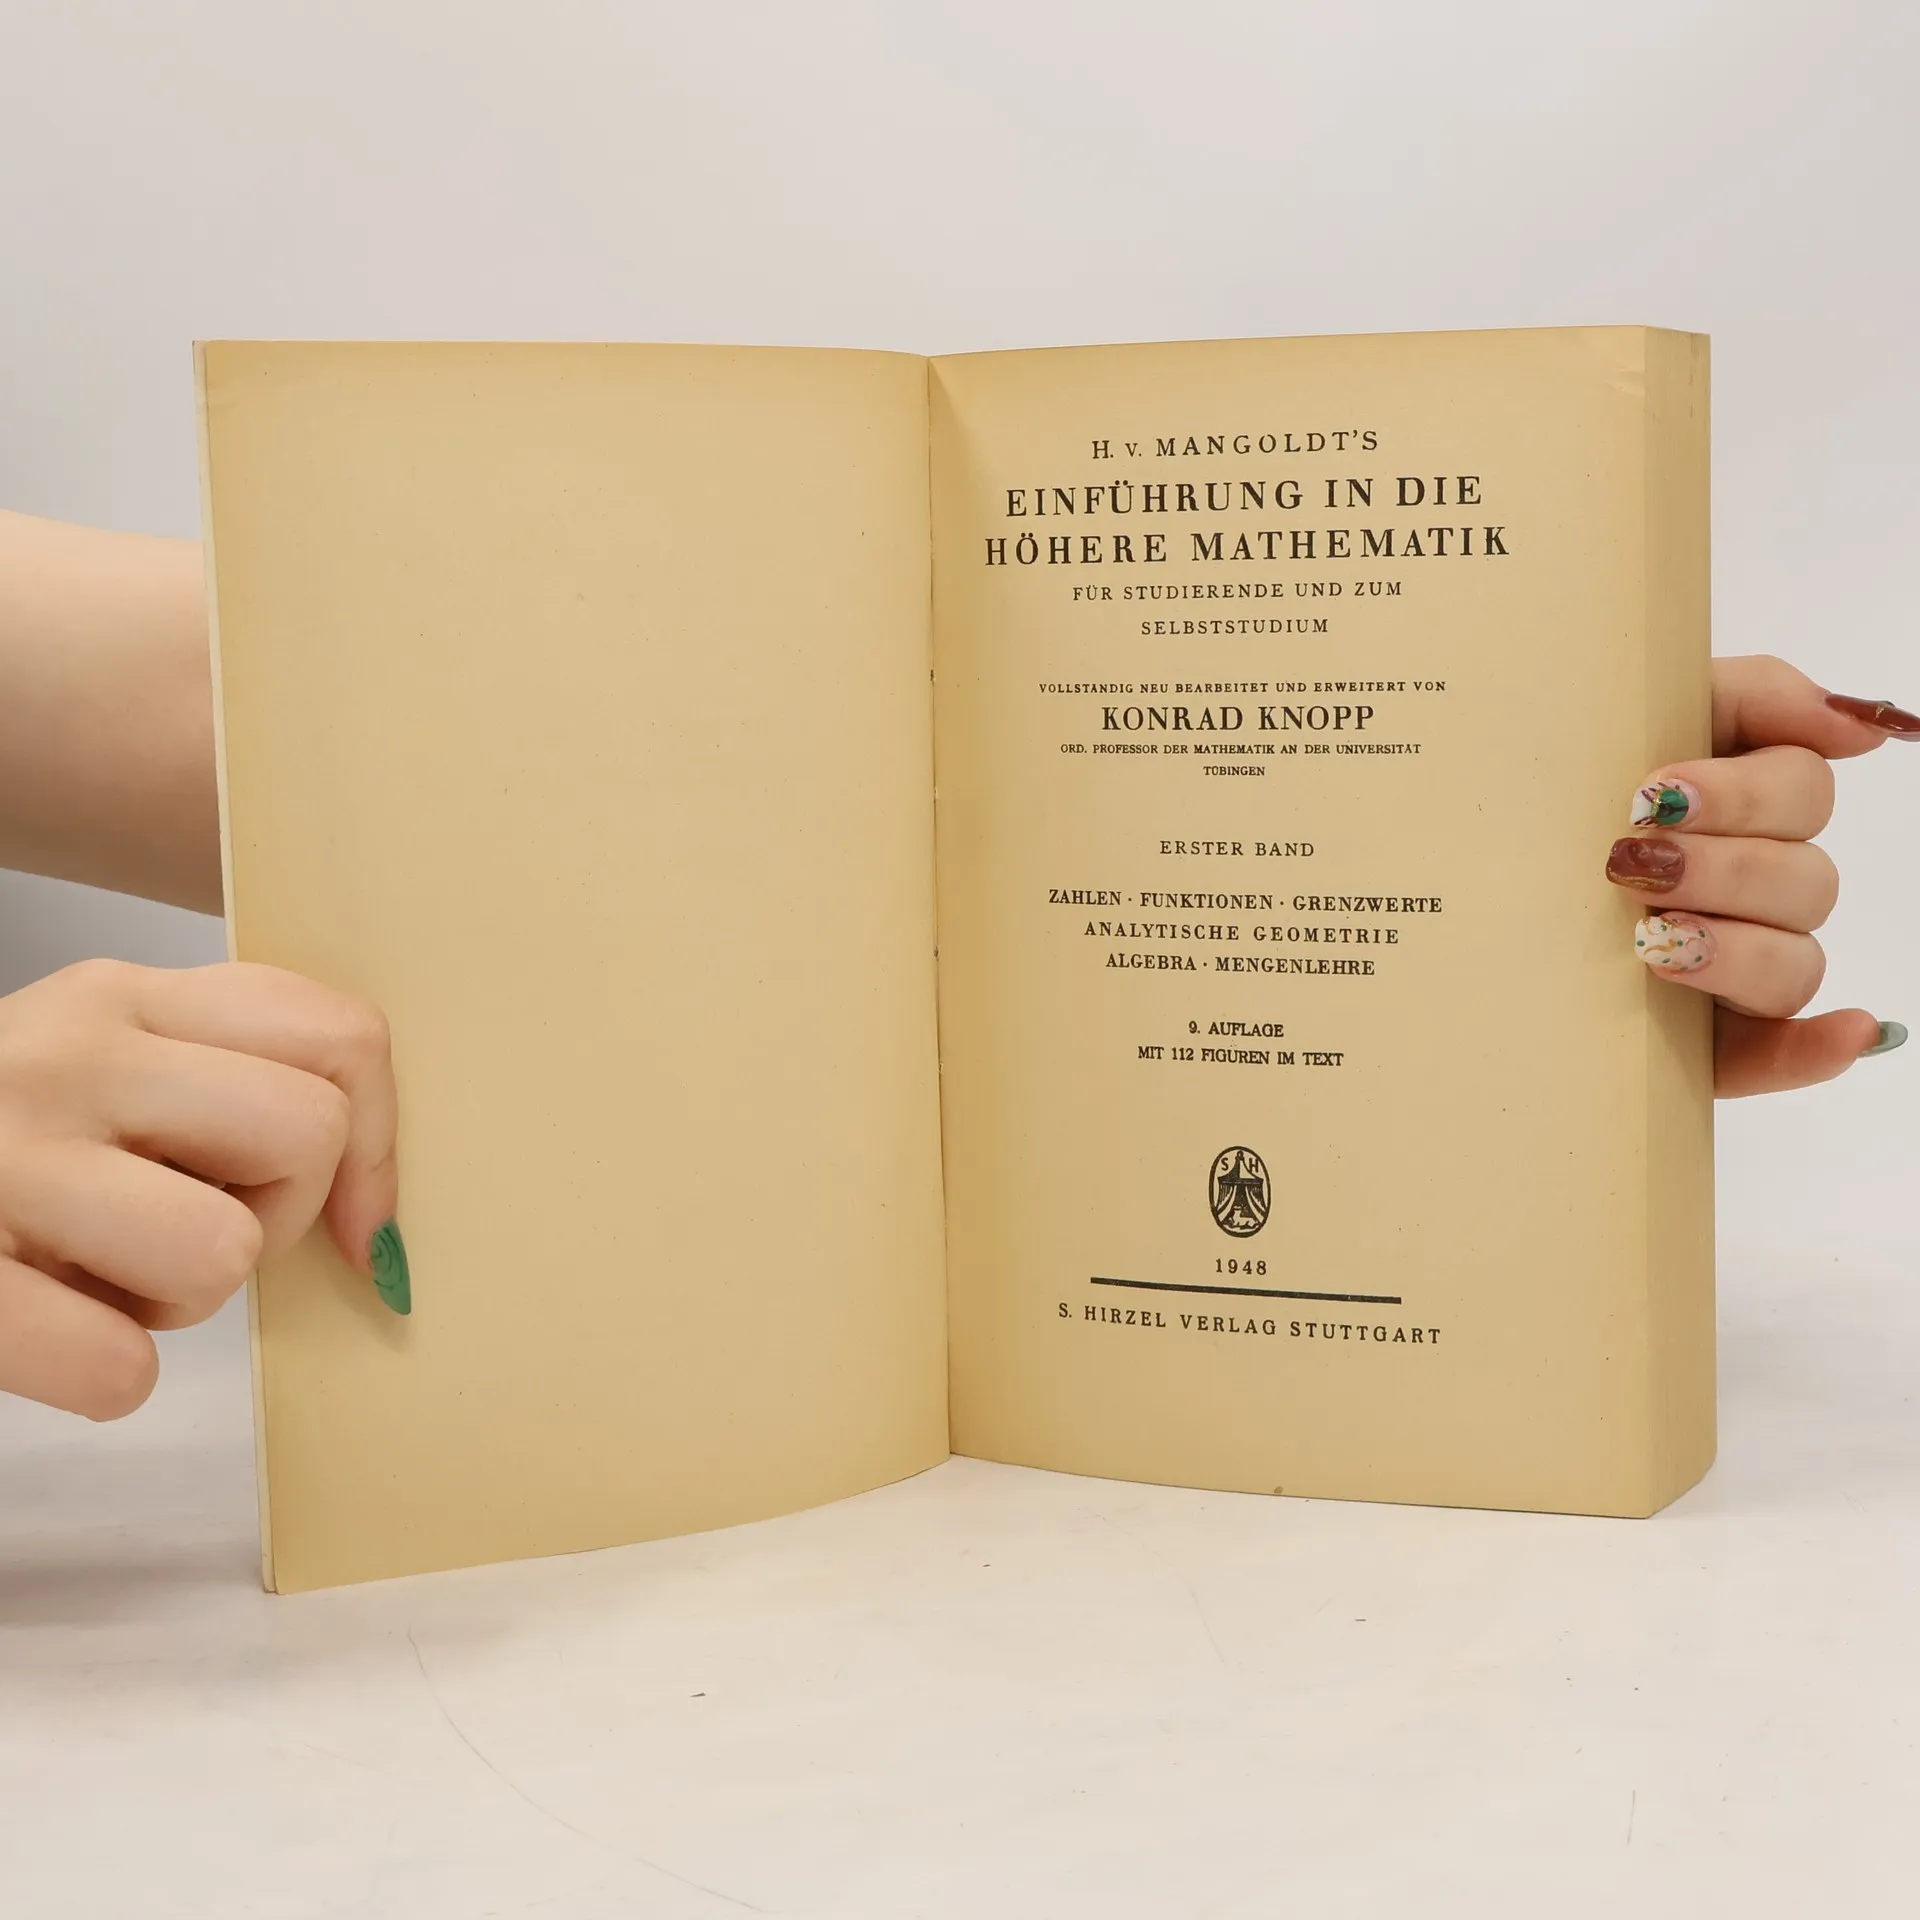 H. v. MANGOLDT'S
EINFÜHRUNG IN DIE
HÖHERE MATHEMATIK
FÜR STUDIERENDE UND ZUM
SELBSTSTUDIUM
VOLLSTÄNDIG NEU BEARBEITET UND ERWEITERT VON
KONRAD KNOPP
ORD. PROFESSOR DER MATHEMATIK AN DER UNIVERSITÄT
TÜBINGEN
ERSTER BAND
ZAHLEN · FUNKTIONEN · GRENZWERTE
ANALYTISCHE GEOMETRIE
ALGEBRA · MENGENLEHRE
9. AUFLAGE
MIT 112 FIGUREN IM TEXT
S H
1948
S. HIRZEL VERLAG STUTTGART